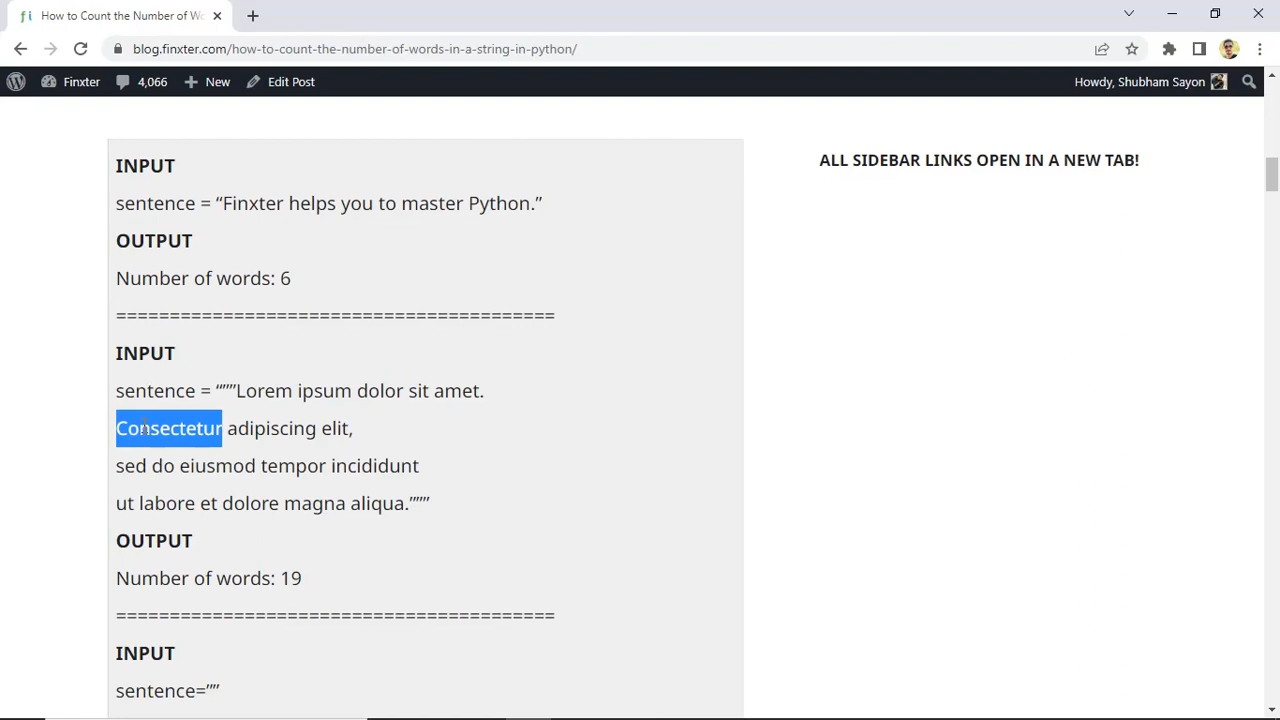 How to Count the Number of Wo
blog.finxter.com/how-to-count-the-number-of-words-in-a-string-in-python/
Finxter 4,066 New Edit Post Howdy, Shubham Sayon
INPUT
sentence = “Finxter helps you to master Python.”
OUTPUT
Number of words: 6
=========================================
INPUT
sentence = “””Lorem ipsum dolor sit amet.
Consectetur adipiscing elit,
sed do eiusmod tempor incididunt
ut labore et dolore magna aliqua.”””
OUTPUT
Number of words: 19
=========================================
INPUT
sentence=””
ALL SIDEBAR LINKS OPEN IN A NEW TAB!